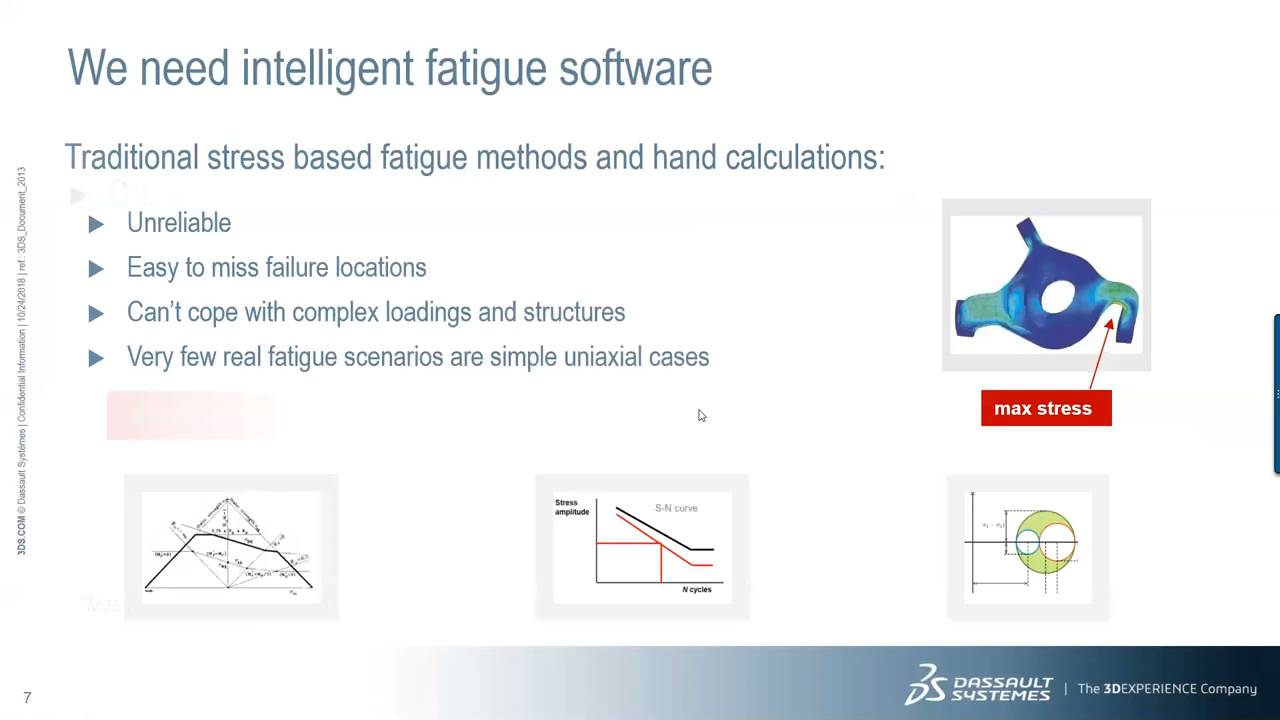 We need intelligent fatigue software
Traditional stress based fatigue methods and hand calculations:
Unreliable
Easy to miss failure locations
Can't cope with complex loadings and structures
Very few real fatigue scenarios are simple uniaxial cases
max stress
Stress
amplitude
S-N curve
N cycles
3DS.COM © Dassault Systèmes | Confidential Information | 10/24/2018 | ref.: 3DS_Document_2013
7
DASSAULT
SYSTEMES
The 3DEXPERIENCE Company